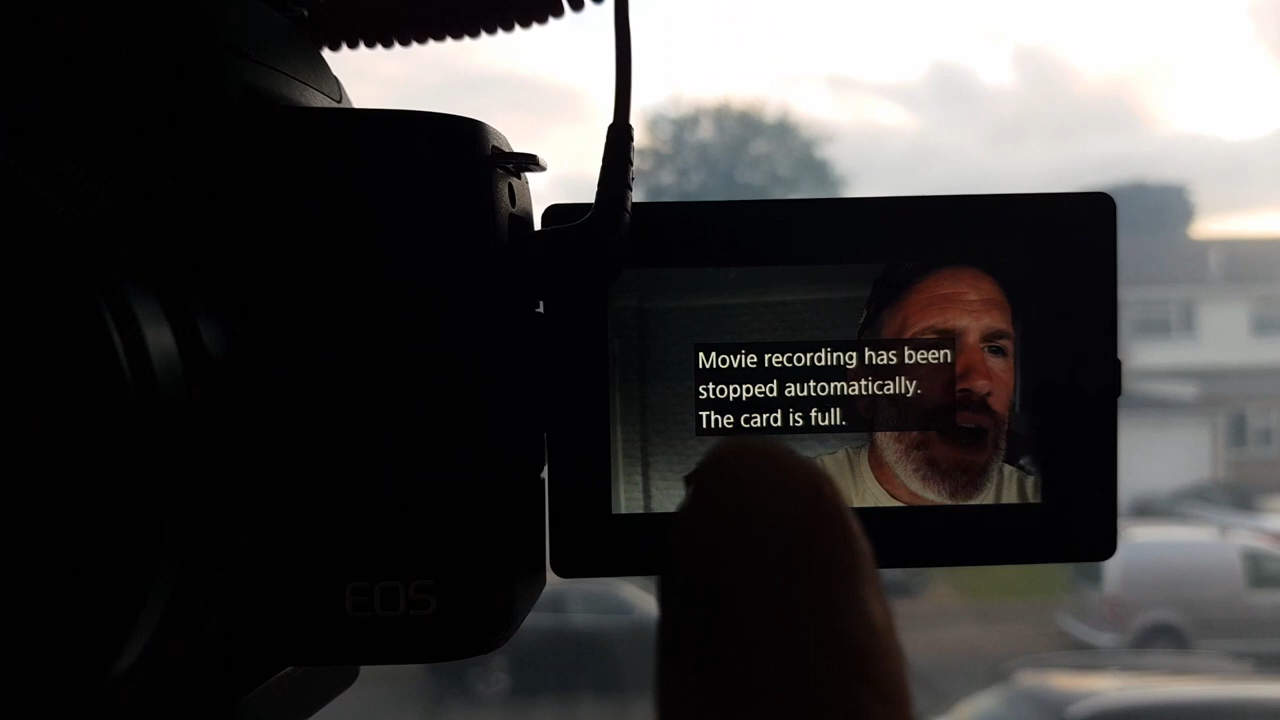 Movie recording has been
stopped automatically.
The card is full.
EOS